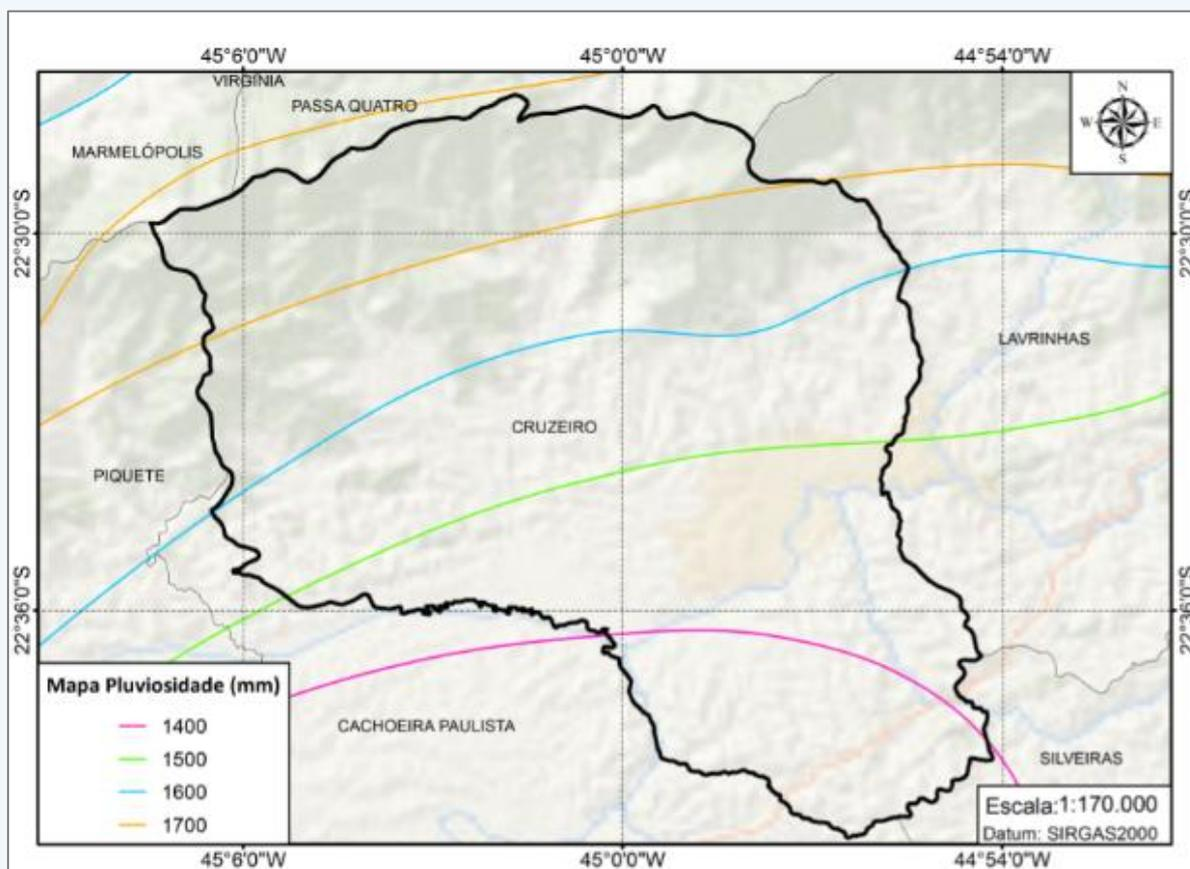 45°6'0"W
45°0'0"W
44°54'0"W
VIRGÍNIA
PASSA QUATRO
MARMELÓPOLIS
N
W
E
S
22°30'0"S
22°30'0"S
LAVRINHAS
CRUZEIRO
PIQUETE
22°36'0"S
22°36'0"S
Mapa Pluviosidade (mm)
1400
1500
1600
1700
CACHOEIRA PAULISTA
SILVEIRAS
Escala:1:170.000
Datum: SIRGAS2000
45°6'0"W
45°0'0"W
44°54'0"W